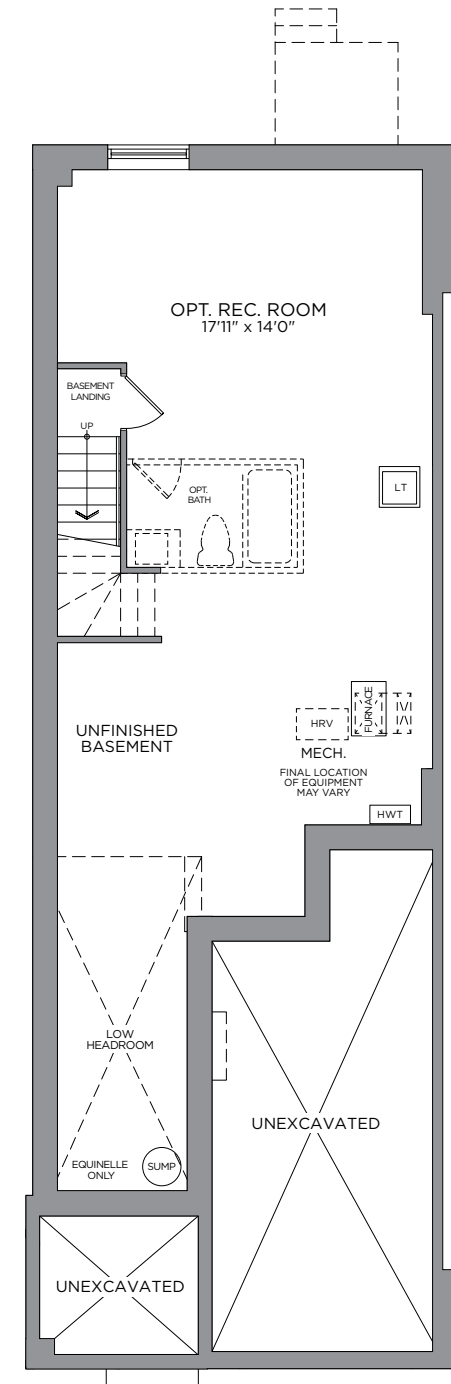 OPT. REC. ROOM
17'11" x 14'0"
BASEMENT
LANDING
UP
OPT.
BATH
LT
UNFINISHED
BASEMENT
HRV
FURNACE
MECH.
FINAL LOCATION
OF EQUIPMENT
MAY VARY
HWT
LOW
HEADROOM
UNEXCAVATED
EQUINELLE
ONLY
SUMP
UNEXCAVATED